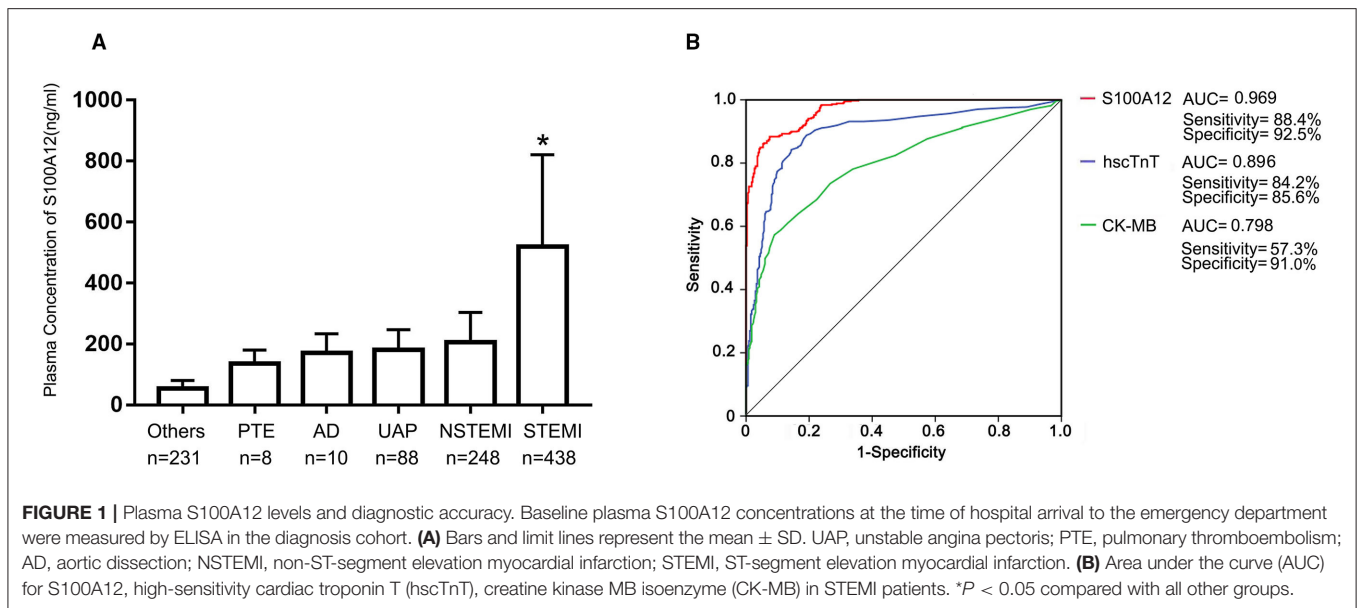 A
Plasma Concentration of S100A12(ng/ml)
1000
800
600
400
200
0
*
Others PTE AD UAP NSTEMI STEMI
n=231 n=8 n=10 n=88 n=248 n=438
B
Sensitivity
1.0
0.8
0.6
0.4
0.2
0
0 0.2 0.4 0.6 0.8 1.0
1-Specificity
S100A12 AUC= 0.969
Sensitivity= 88.4%
Specificity= 92.5%
hscTnT AUC= 0.896
Sensitivity= 84.2%
Specificity= 85.6%
CK-MB AUC= 0.798
Sensitivity=57.3%
Specificity=91.0%
FIGURE 1 | Plasma S100A12 levels and diagnostic accuracy. Baseline plasma S100A12 concentrations at the time of hospital arrival to the emergency department
were measured by ELISA in the diagnosis cohort. (A) Bars and limit lines represent the mean ± SD. UAP, unstable angina pectoris; PTE, pulmonary thromboembolism;
AD, aortic dissection; NSTEMI, non-ST-segment elevation myocardial infarction; STEMI, ST-segment elevation myocardial infarction. (B) Area under the curve (AUC)
for S100A12, high-sensitivity cardiac troponin T (hscTnT), creatine kinase MB isoenzyme (CK-MB) in STEMI patients. *P < 0.05 compared with all other groups.